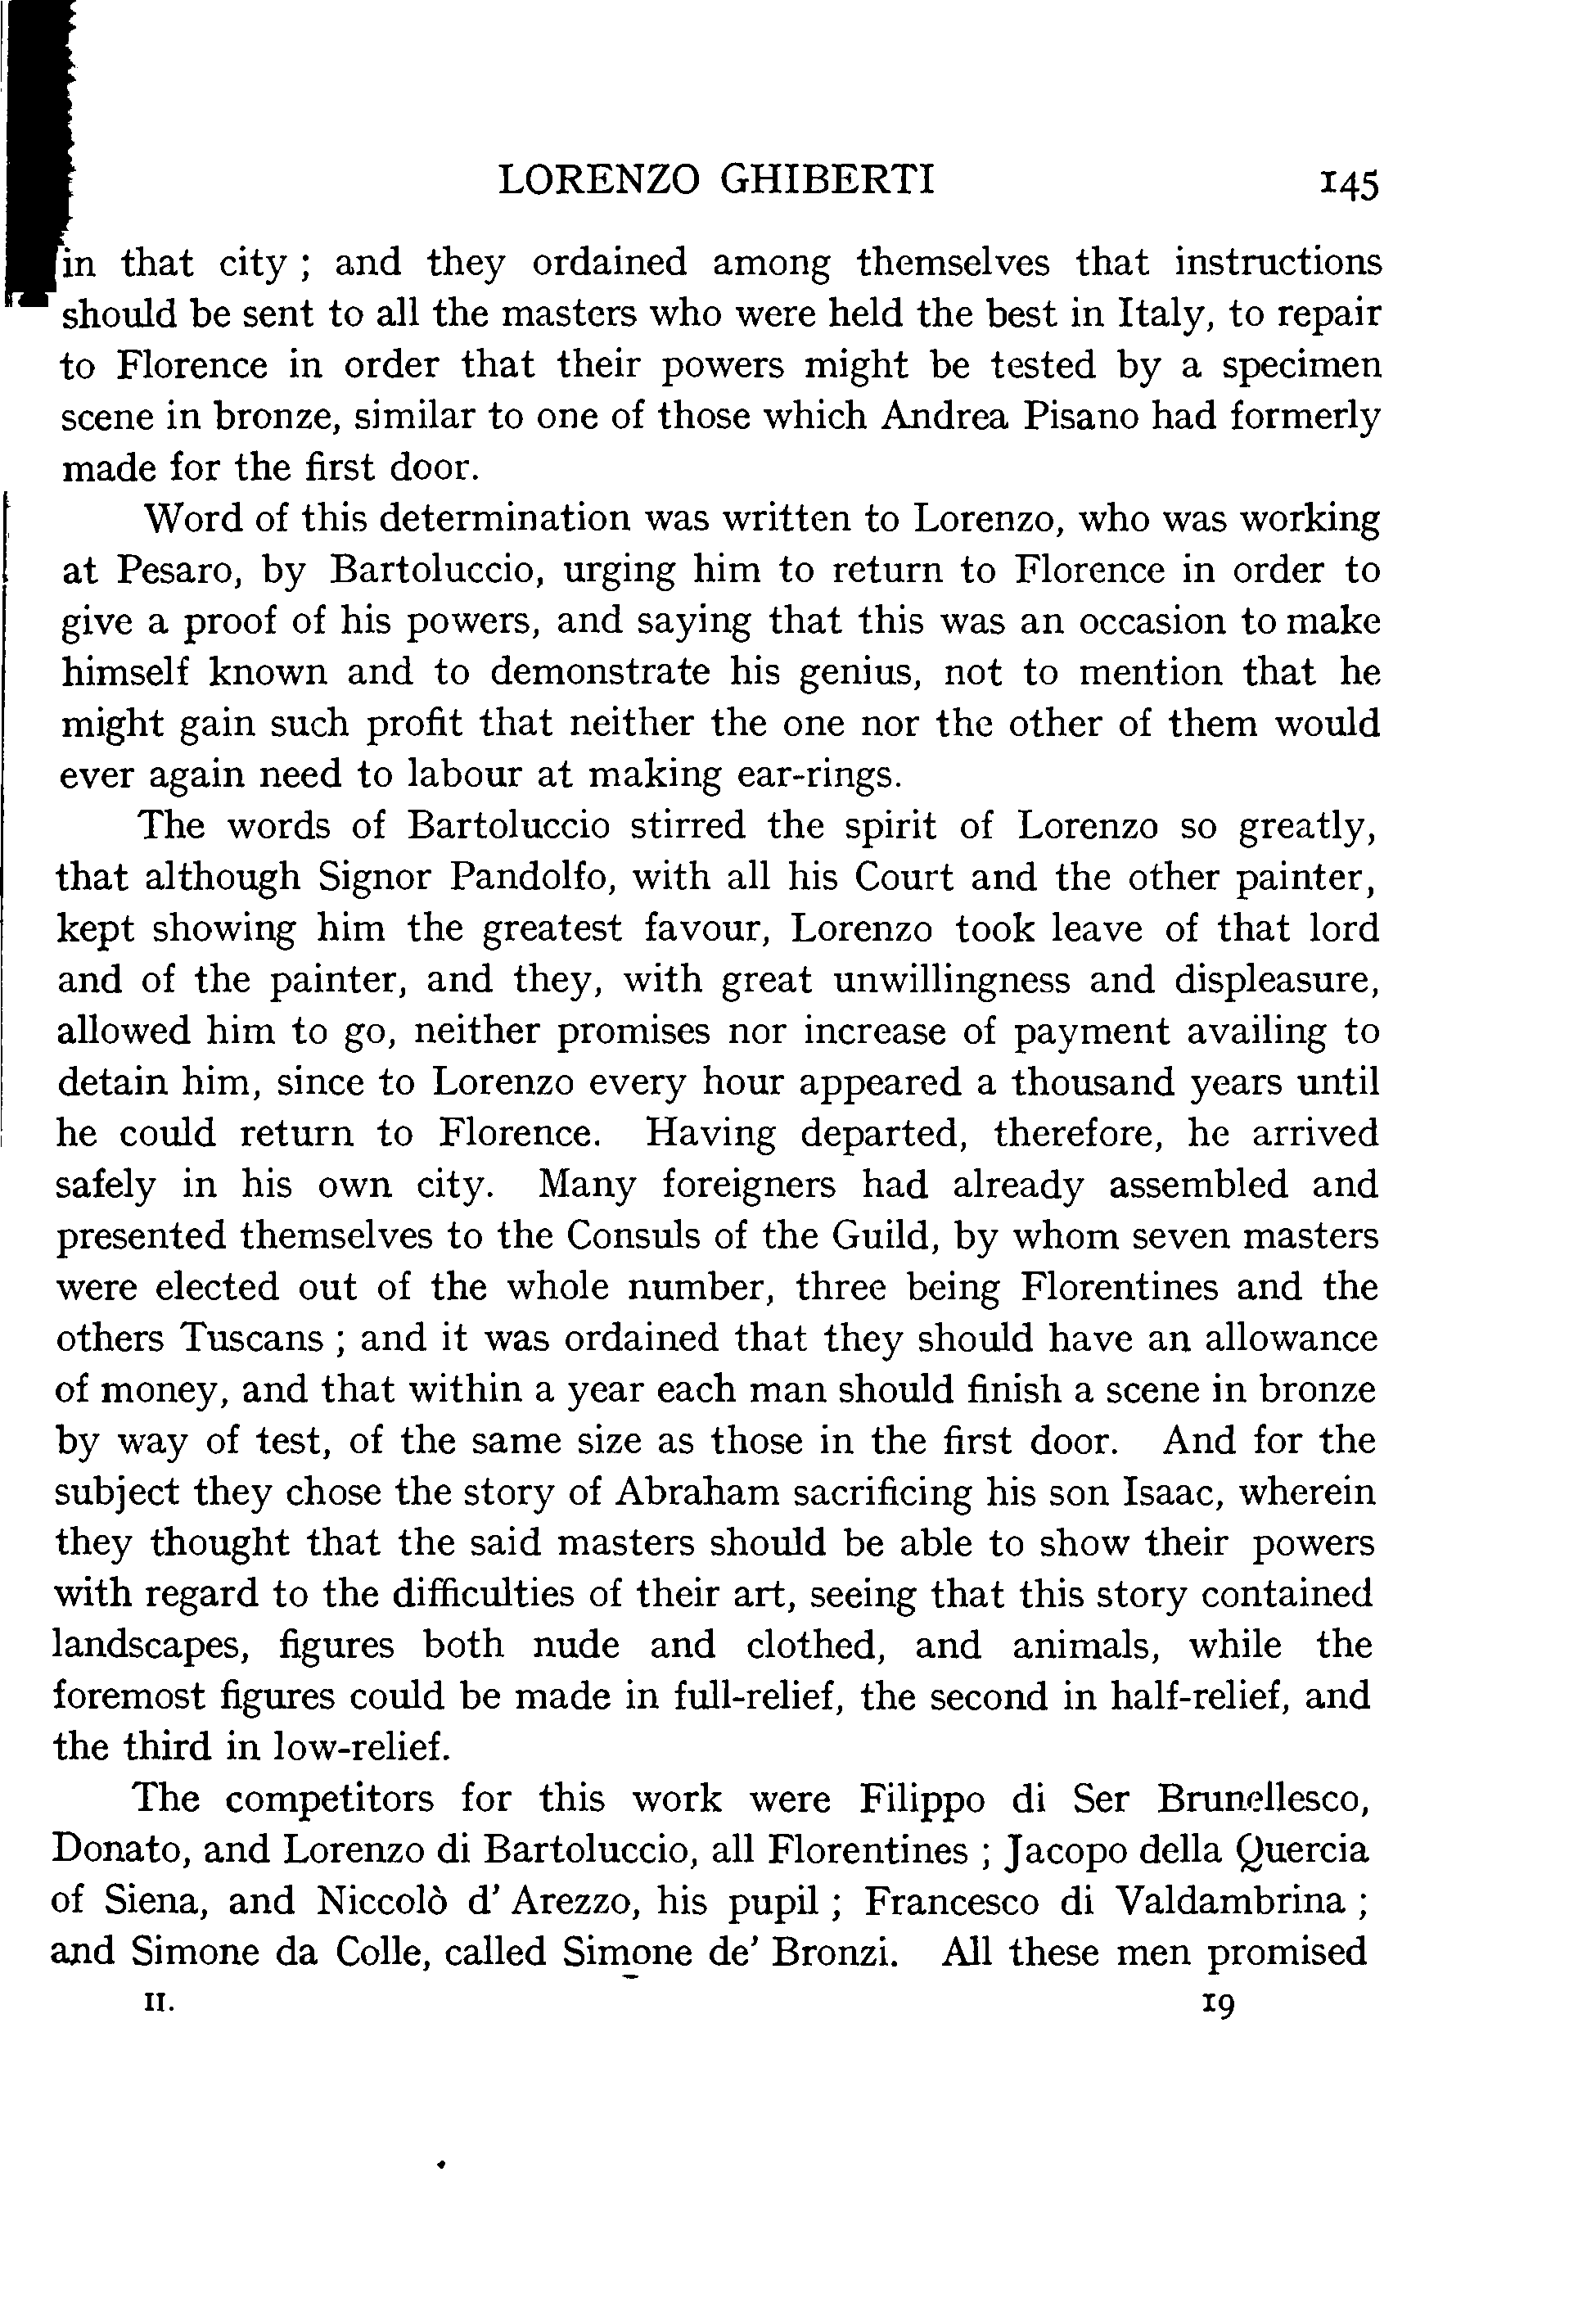 LORENZO GHIBERTI 145
in that city ; and they ordained among themselves that instructions
should be sent to all the masters who were held the best in Italy, to repair
to Florence in order that their powers might be tested by a specimen
scene in bronze, similar to one of those which Andrea Pisano had formerly
made for the first door.
Word of this determination was written to Lorenzo, who was working
at Pesaro, by Bartoluccio, urging him to return to Florence in order to
give a proof of his powers, and saying that this was an occasion to make
himself known and to demonstrate his genius, not to mention that he
might gain such profit that neither the one nor the other of them would
ever again need to labour at making ear-rings.
The words of Bartoluccio stirred the spirit of Lorenzo so greatly,
that although Signor Pandolfo, with all his Court and the other painter,
kept showing him the greatest favour, Lorenzo took leave of that lord
and of the painter, and they, with great unwillingness and displeasure,
allowed him to go, neither promises nor increase of payment availing to
detain him, since to Lorenzo every hour appeared a thousand years until
he could return to Florence. Having departed, therefore, he arrived
safely in his own city. Many foreigners had already assembled and
presented themselves to the Consuls of the Guild, by whom seven masters
were elected out of the whole number, three being Florentines and the
others Tuscans ; and it was ordained that they should have an allowance
of money, and that within a year each man should finish a scene in bronze
by way of test, of the same size as those in the first door. And for the
subject they chose the story of Abraham sacrificing his son Isaac, wherein
they thought that the said masters should be able to show their powers
with regard to the difficulties of their art, seeing that this story contained
landscapes, figures both nude and clothed, and animals, while the
foremost figures could be made in full-relief, the second in half-relief, and
the third in low-relief.
The competitors for this work were Filippo di Ser Brunellesco,
Donato, and Lorenzo di Bartoluccio, all Florentines ; Jacopo della Quercia
of Siena, and Niccolò d' Arezzo, his pupil ; Francesco di Valdambrina ;
and Simone da Colle, called Simone de' Bronzi. All these men promised
II. 19